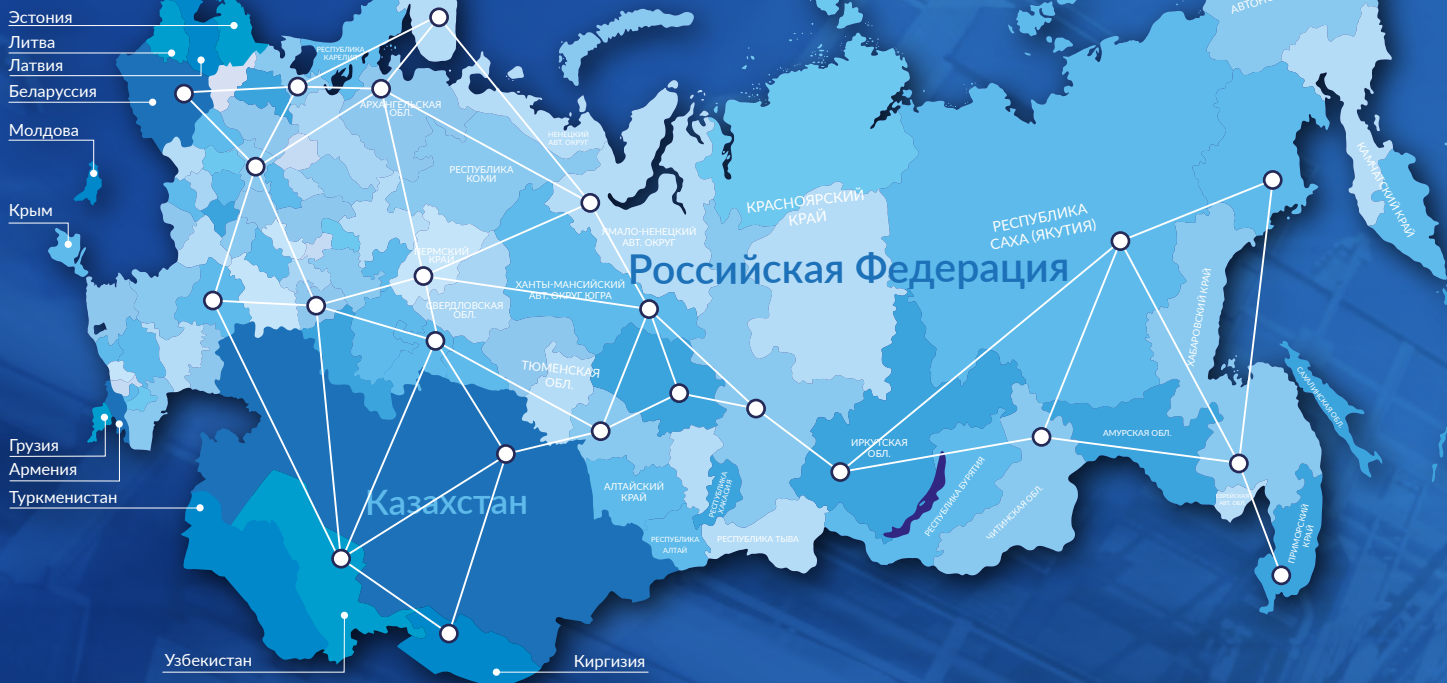 Эстония
Литва
Латвия
Беларуссия
Молдова
Крым
Грузия
Армения
Туркменистан
Узбекистан
Киргизия
РЕСПУБЛИКА
КАРЕЛИЯ
АРХАНГЕЛЬСКАЯ
ОБЛ.
НЕНЕЦКИЙ
АВТ. ОКРУГ
РЕСПУБЛИКА
КОМИ
ЯМАЛО-НЕНЕЦКИЙ
АВТ. ОКРУГ
ПЕРМСКИЙ
КРАЙ
ХАНТЫ-МАНСИЙСКИЙ
АВТ. ОКРУГ ЮГРА
СВЕРДЛОВСКАЯ
ОБЛ.
ТЮМЕНСКАЯ
ОБЛ.
КРАСНОЯРСКИЙ
КРАЙ
Российская Федерация
РЕСПУБЛИКА
САХА (ЯКУТИЯ)
КАМЧАТСКИЙ КРАЙ
ХАБАРОВСКИЙ КРАЙ
САХАЛИНСКАЯ ОБЛ.
АМУРСКАЯ ОБЛ.
ИРКУТСКАЯ
ОБЛ.
РЕСПУБЛИКА БУРЯТИЯ
ЧИТИНСКАЯ ОБЛ.
ЕВРЕЙСКАЯ
АВТ. ОБЛ.
ПРИМОРСКИЙ
КРАЙ
Казахстан
АЛТАЙСКИЙ
КРАЙ
РЕСПУБЛИКА
ХАКАСИЯ
РЕСПУБЛИКА
АЛТАЙ
РЕСПУБЛИКА ТЫВА